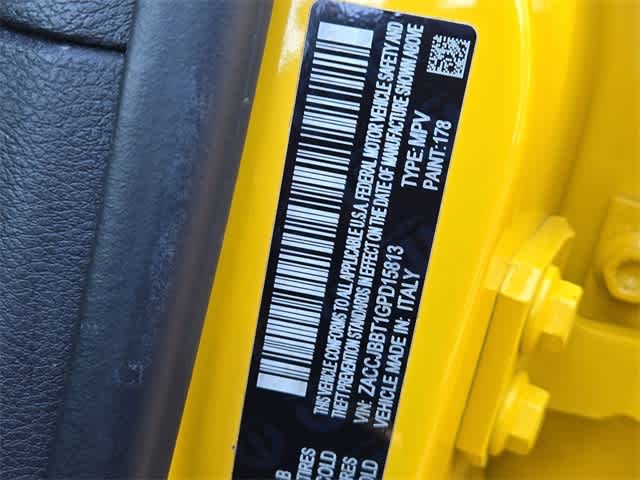 THIS VEHICLE CONFORMS TO ALL APPLICABLE U.S.A. FEDERAL MOTOR VEHICLE SAFETY AND
THEFT PREVENTION STANDARDS IN EFFECT ON THE DATE OF MANUFACTURE SHOWN ABOVE
VIN: ZACCJBBT1GPD15813 TYPE: MPV
VEHICLE MADE IN: ITALY PAINT: 178
B
TIRES
COLD
IRES
OLD